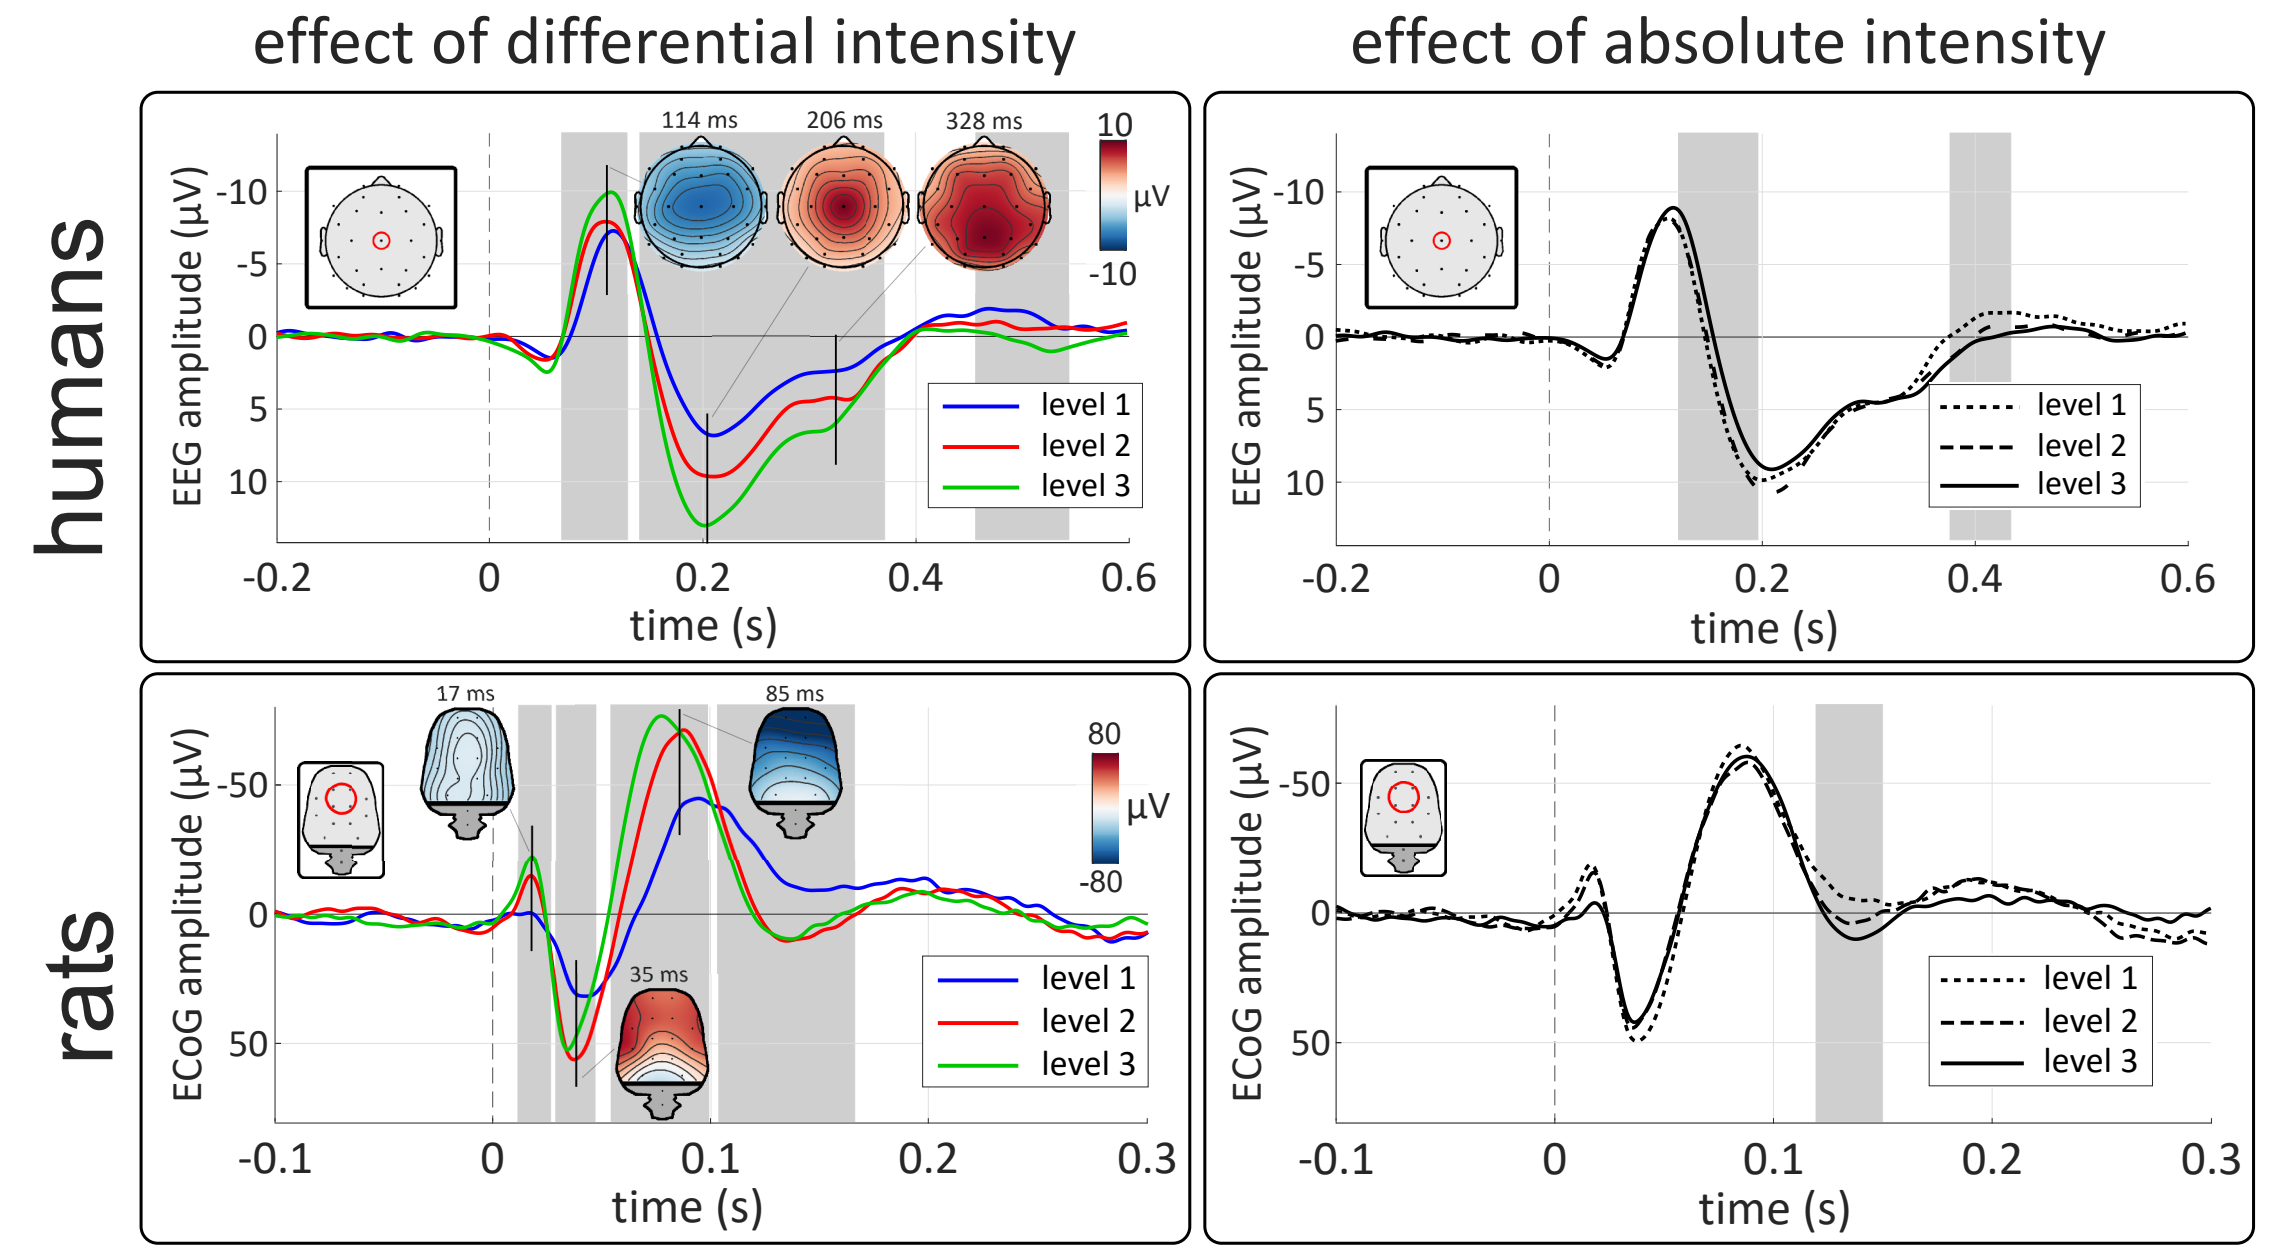 effect of differential intensity
effect of absolute intensity
humans
114 ms
206 ms
328 ms
10
µV
-10
EEG amplitude (µV)
-10
-5
0
5
10
level 1
level 2
level 3
-0.2
0
0.2
0.4
0.6
time (s)
EEG amplitude (µV)
-10
-5
0
5
10
level 1
level 2
level 3
-0.2
0
0.2
0.4
0.6
time (s)
rats
17 ms
85 ms
35 ms
80
µV
-80
ECoG amplitude (µV)
-50
0
50
level 1
level 2
level 3
-0.1
0
0.1
0.2
0.3
time (s)
ECoG amplitude (µV)
-50
0
50
level 1
level 2
level 3
-0.1
0
0.1
0.2
0.3
time (s)